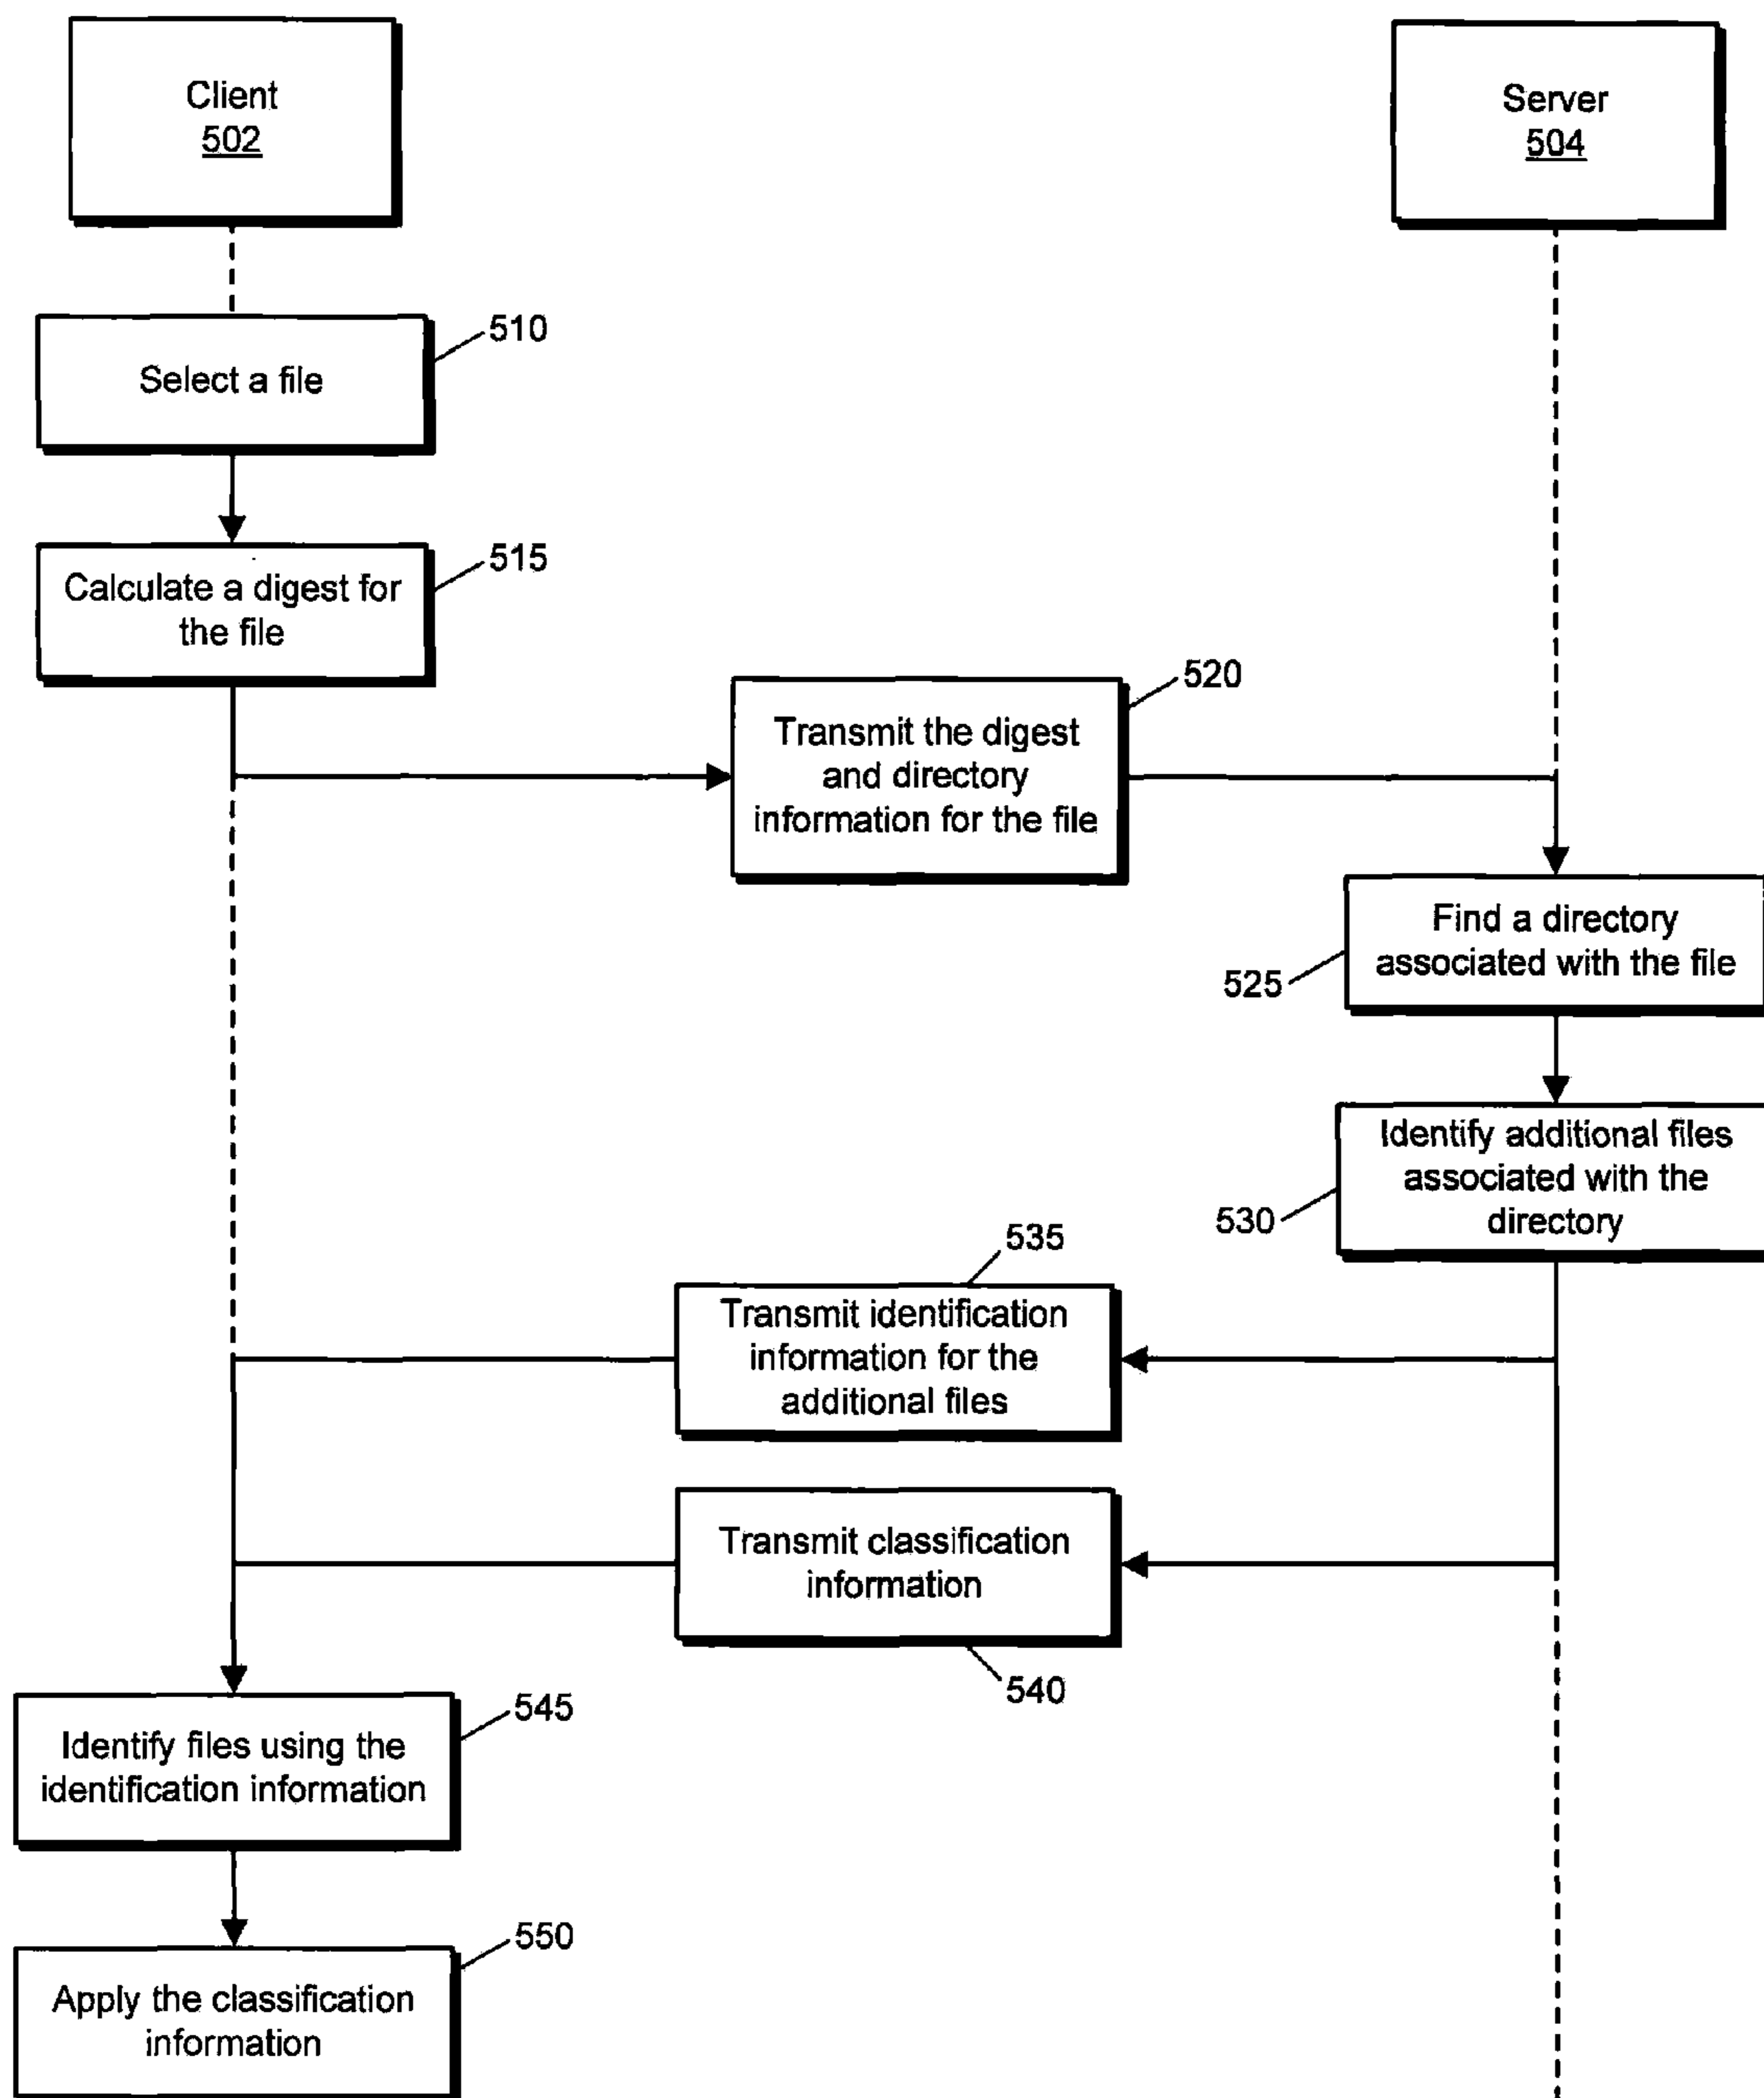 Client
502
Server
504
510
Select a file
515
Calculate a digest for
the file
520
Transmit the digest
and directory
information for the file
Find a directory
associated with the file
525
Identify additional files
associated with the
directory
530
535
Transmit identification
information for the
additional files
Transmit classification
information
540
545
Identify files using the
identification information
550
Apply the classification
information